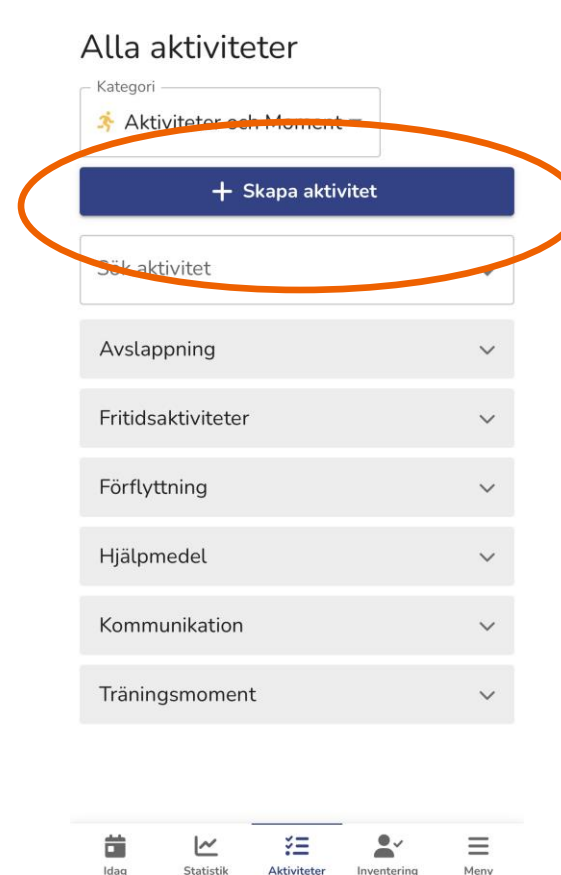 Alla aktiviteter
Kategori
Aktiviteter och Moment
+ Skapa aktivitet
Sök aktivitet
Avslappning
Fritidsaktiviteter
Förflyttning
Hjälpmedel
Kommunikation
Träningsmoment
Idag Statistik Aktiviteter Inventering Meny